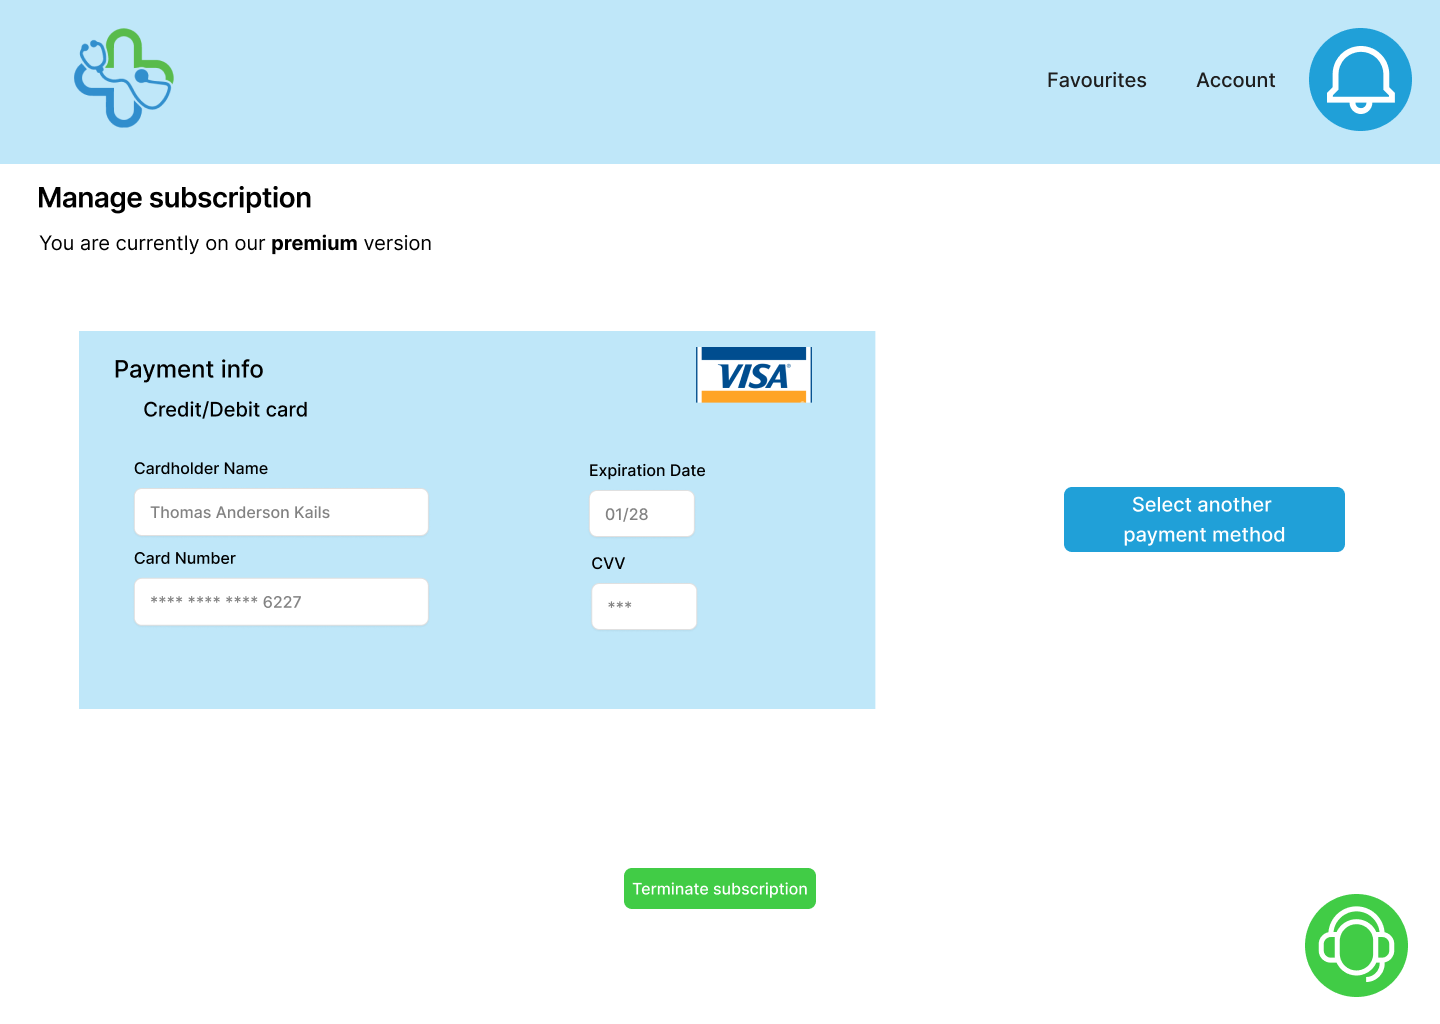 Favourites
Account
Manage subscription
You are currently on our premium version
Payment info
VISA
Credit/Debit card
Cardholder Name
Expiration Date
Thomas Anderson Kails
01/28
Card Number
CVV
**** **** **** 6227
***
Select another
payment method
Terminate subscription